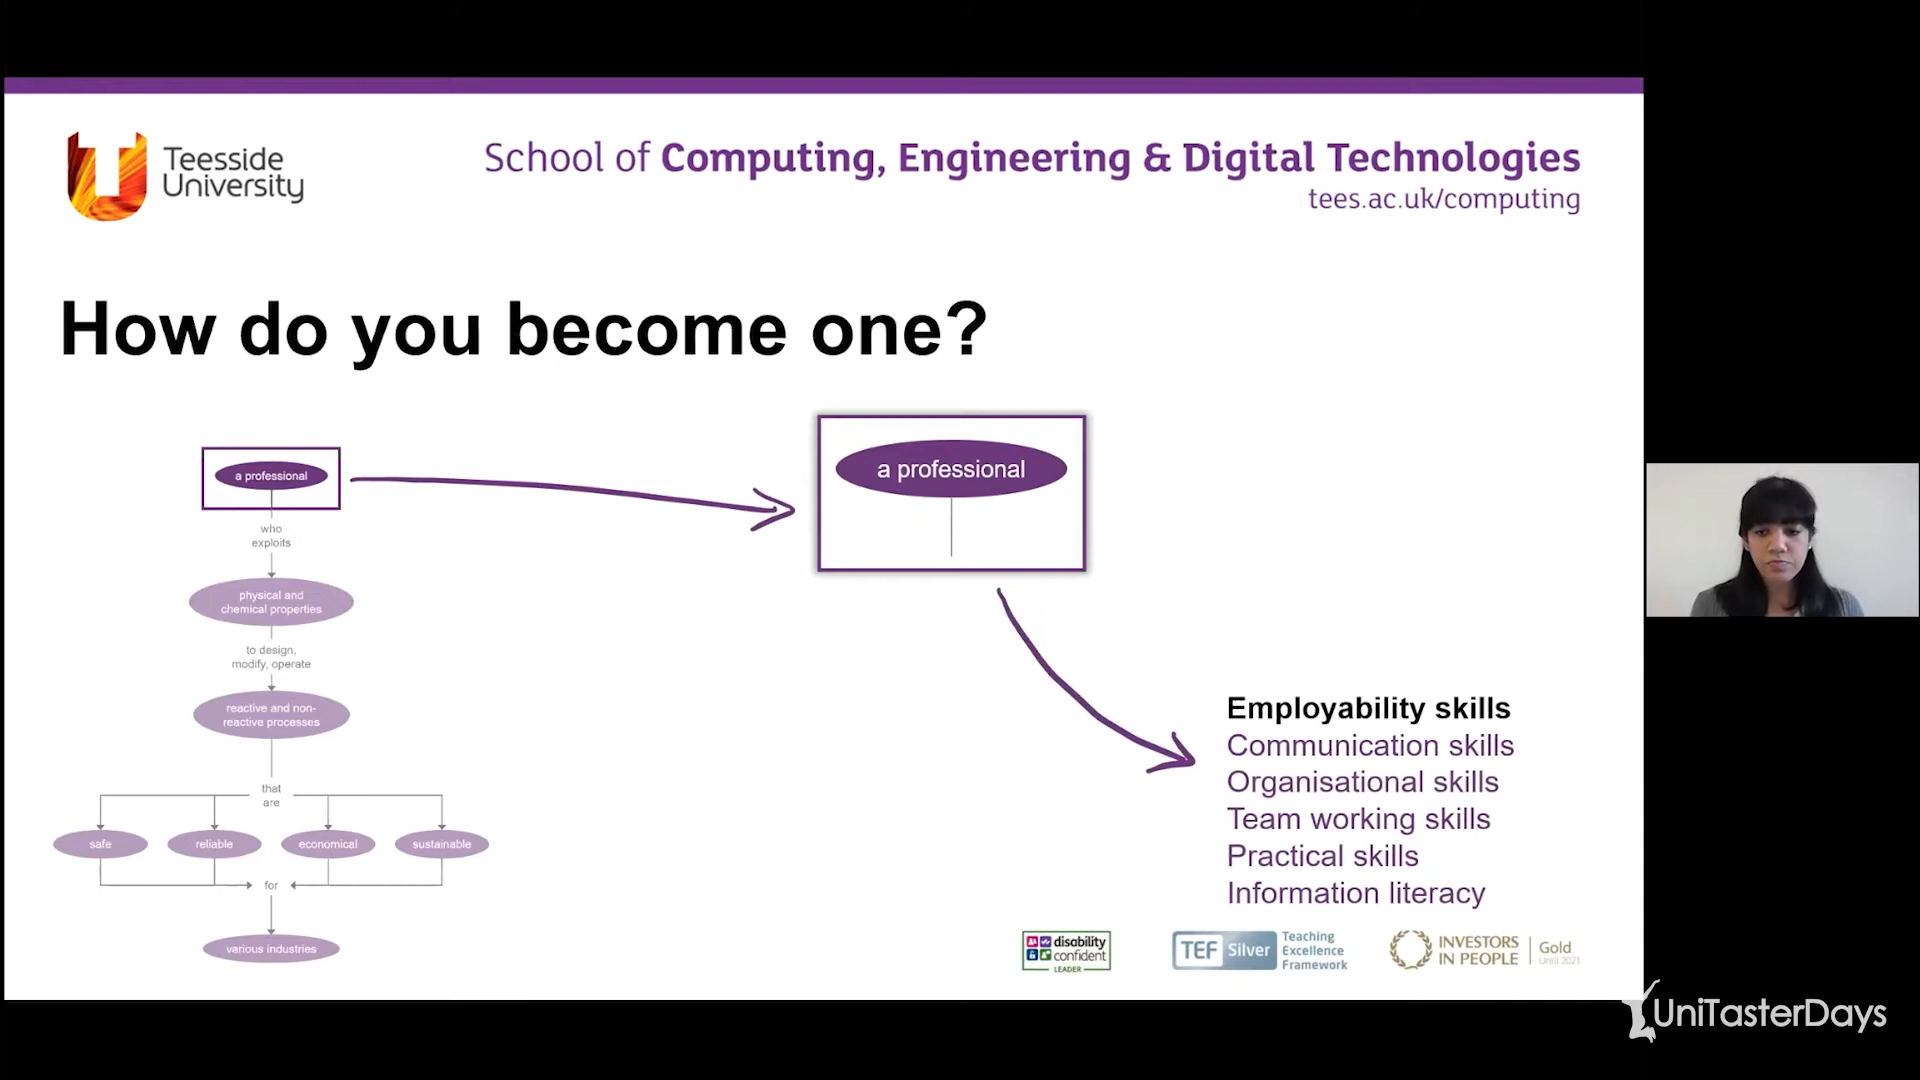 Teesside
University
School of Computing, Engineering & Digital Technologies
tees.ac.uk/computing
How do you become one?
a professional
who
exploits
physical and
chemical properties
to design,
modify, operate
reactive and non-
reactive processes
that
are
safe
reliable
economical
sustainable
for
various industries
a professional
Employability skills
Communication skills
Organisational skills
Team working skills
Practical skills
Information literacy
disability
confident
LEADER
TEF Silver
Teaching
Excellence
Framework
INVESTORS
IN PEOPLE
Gold
Until 2021
UniTasterDays